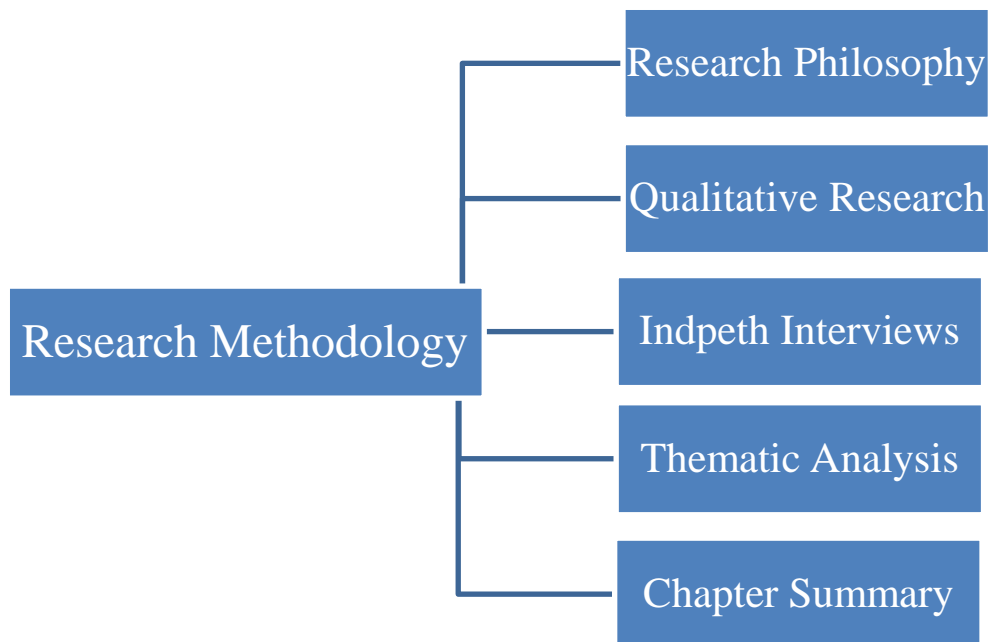 Research Philosophy
Qualitative Research
Research Methodology
Indpeth Interviews
Thematic Analysis
Chapter Summary